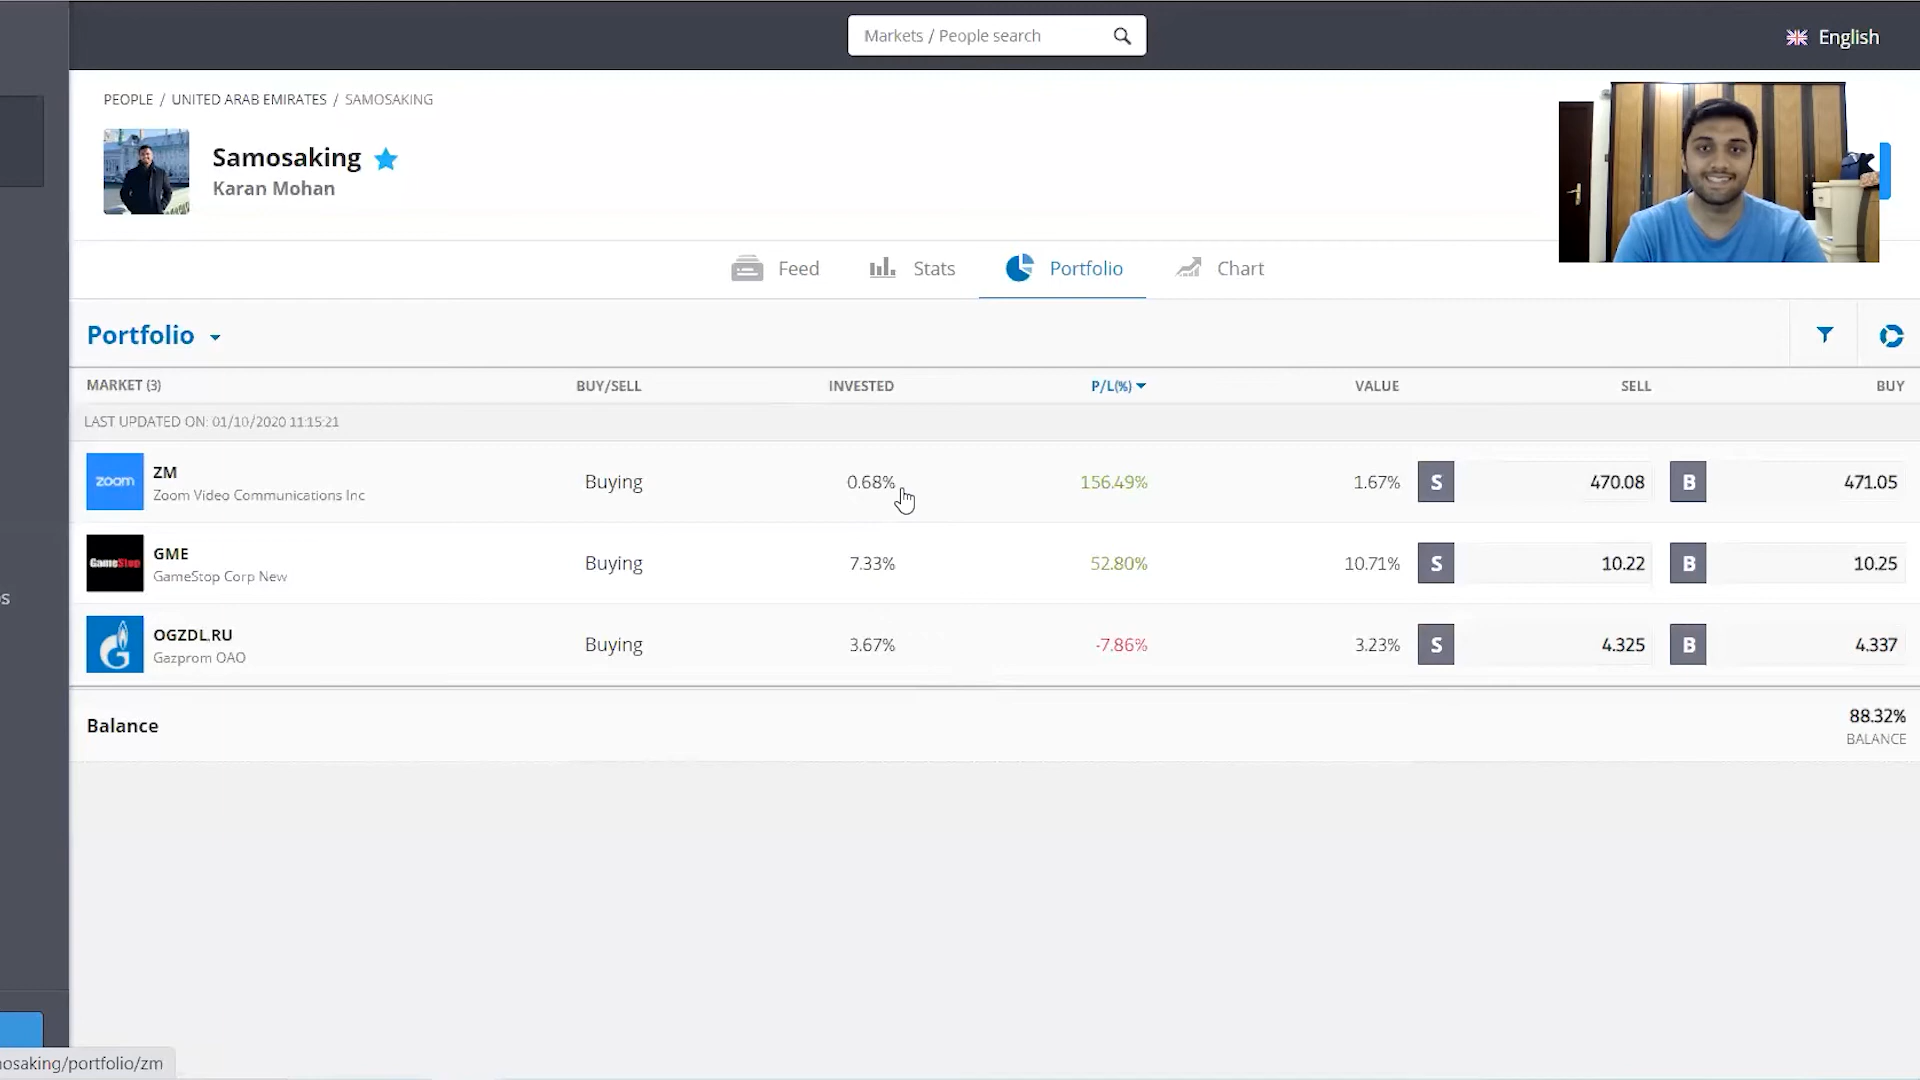 Markets / People search
English
PEOPLE / UNITED ARAB EMIRATES / SAMOSAKING
Samosaking
Karan Mohan
Feed
Stats
Portfolio
Chart
Portfolio
MARKET (3) BUY/SELL INVESTED P/L(%) VALUE SELL BUY
LAST UPDATED ON: 01/10/2020 11:15:21
zoom
ZM
Zoom Video Communications Inc
Buying 0.68% 156.49% 1.67% S 470.08 B 471.05
GameStop
GME
GameStop Corp New
Buying 7.33% 52.80% 10.71% S 10.22 B 10.25
OGZDL.RU
Gazprom OAO
Buying 3.67% -7.86% 3.23% S 4.325 B 4.337
Balance
88.32%
BALANCE
osaking/portfolio/zm